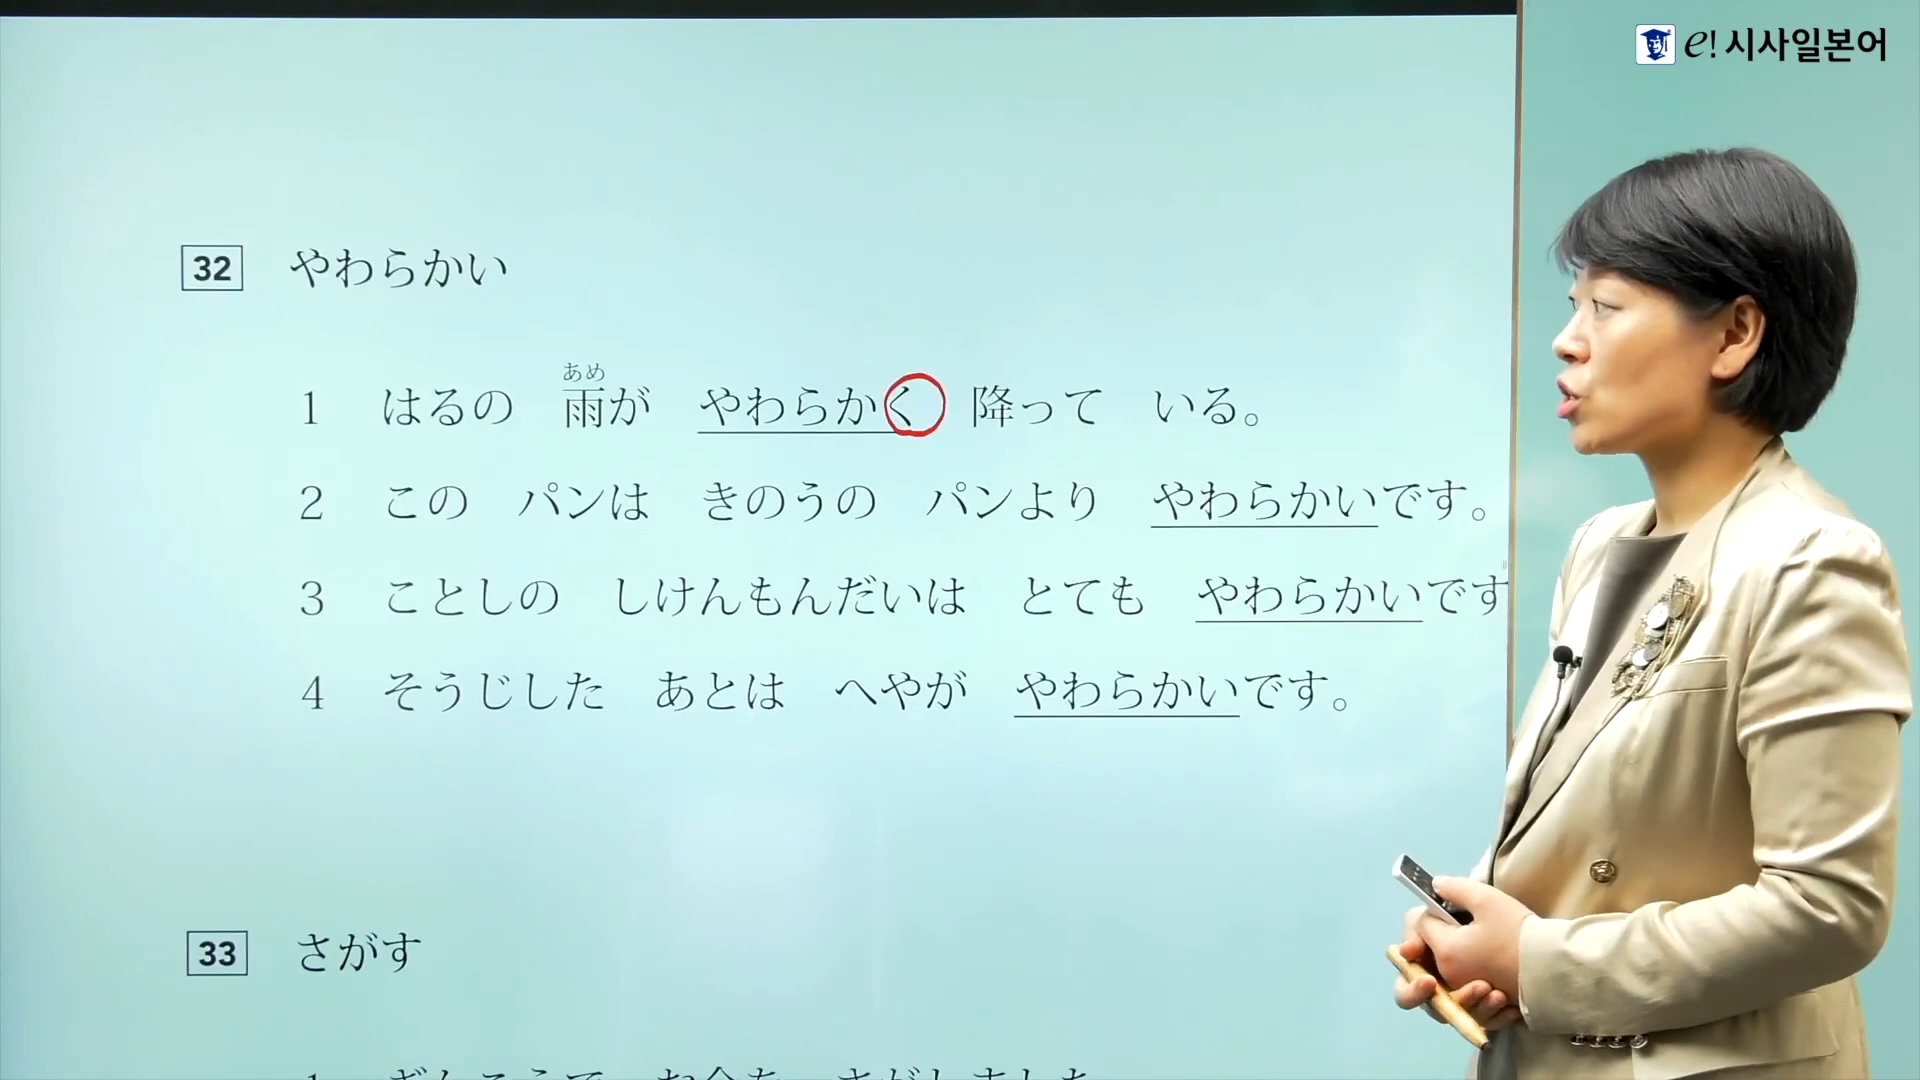 e! 시사일본어
32 やわらかい
あめ
1 はるの 雨が やわらかく 降って いる。
2 この パンは きのうの パンより やわらかいです。
3 ことしの しけんもんだいは とても やわらかいです
4 そうじした あとは へやが やわらかいです。
33 さがす